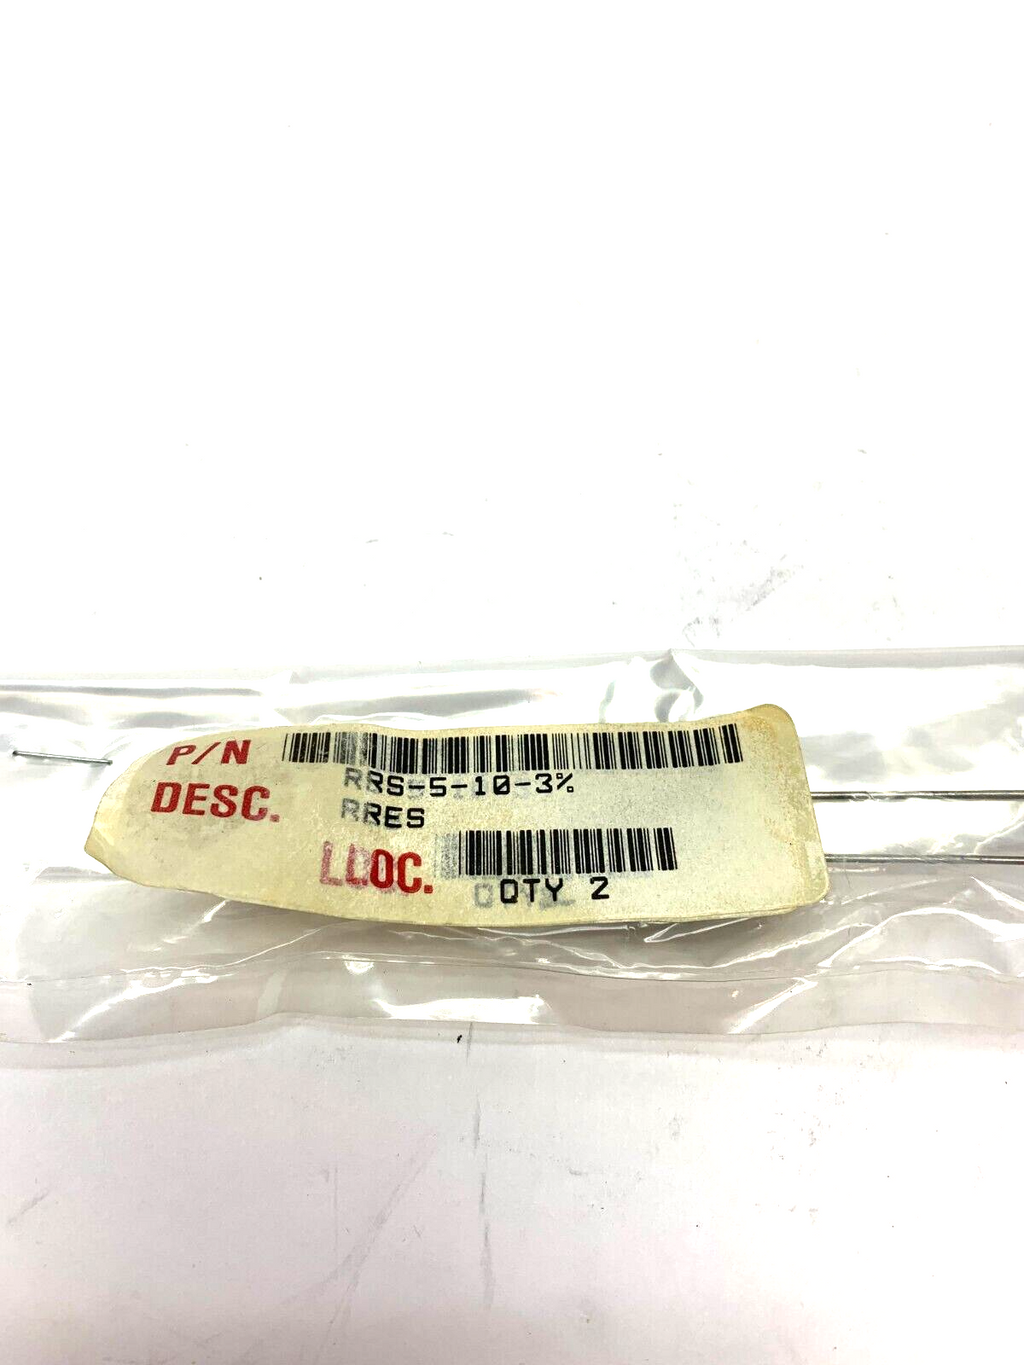 P/N
RRS-5-10-3%
DESC. RRES
LLOC.
QTY 2